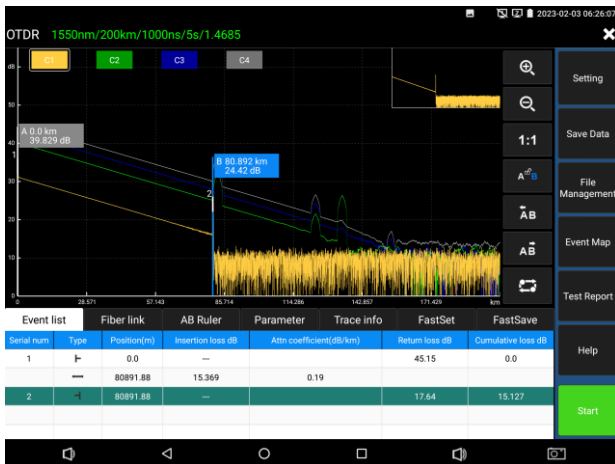 2023-02-03 06:26:07
OTDR 1550nm/200km/1000ns/5s/1.4685
C1 C2 C3 C4
dB
50
40
30
20
10
0
A 0.0 km
39.829 dB
1
B 80.892 km
24.42 dB
2
0 28.571 57.143 85.714 114.286 142.857 171.429 km
1:1
A B
AB
AB
Setting
Save Data
File
Management
Event Map
Test Report
Help
Start
Event list Fiber link AB Ruler Parameter Trace info FastSet FastSave
Serial num Type Position(m) Insertion loss dB Attn coefficient(dB/km) Return loss dB Cumulative loss dB
1 0.0 --- 45.15 0.0
80891.88 15.369 0.19
2 80891.88 --- 17.64 15.127